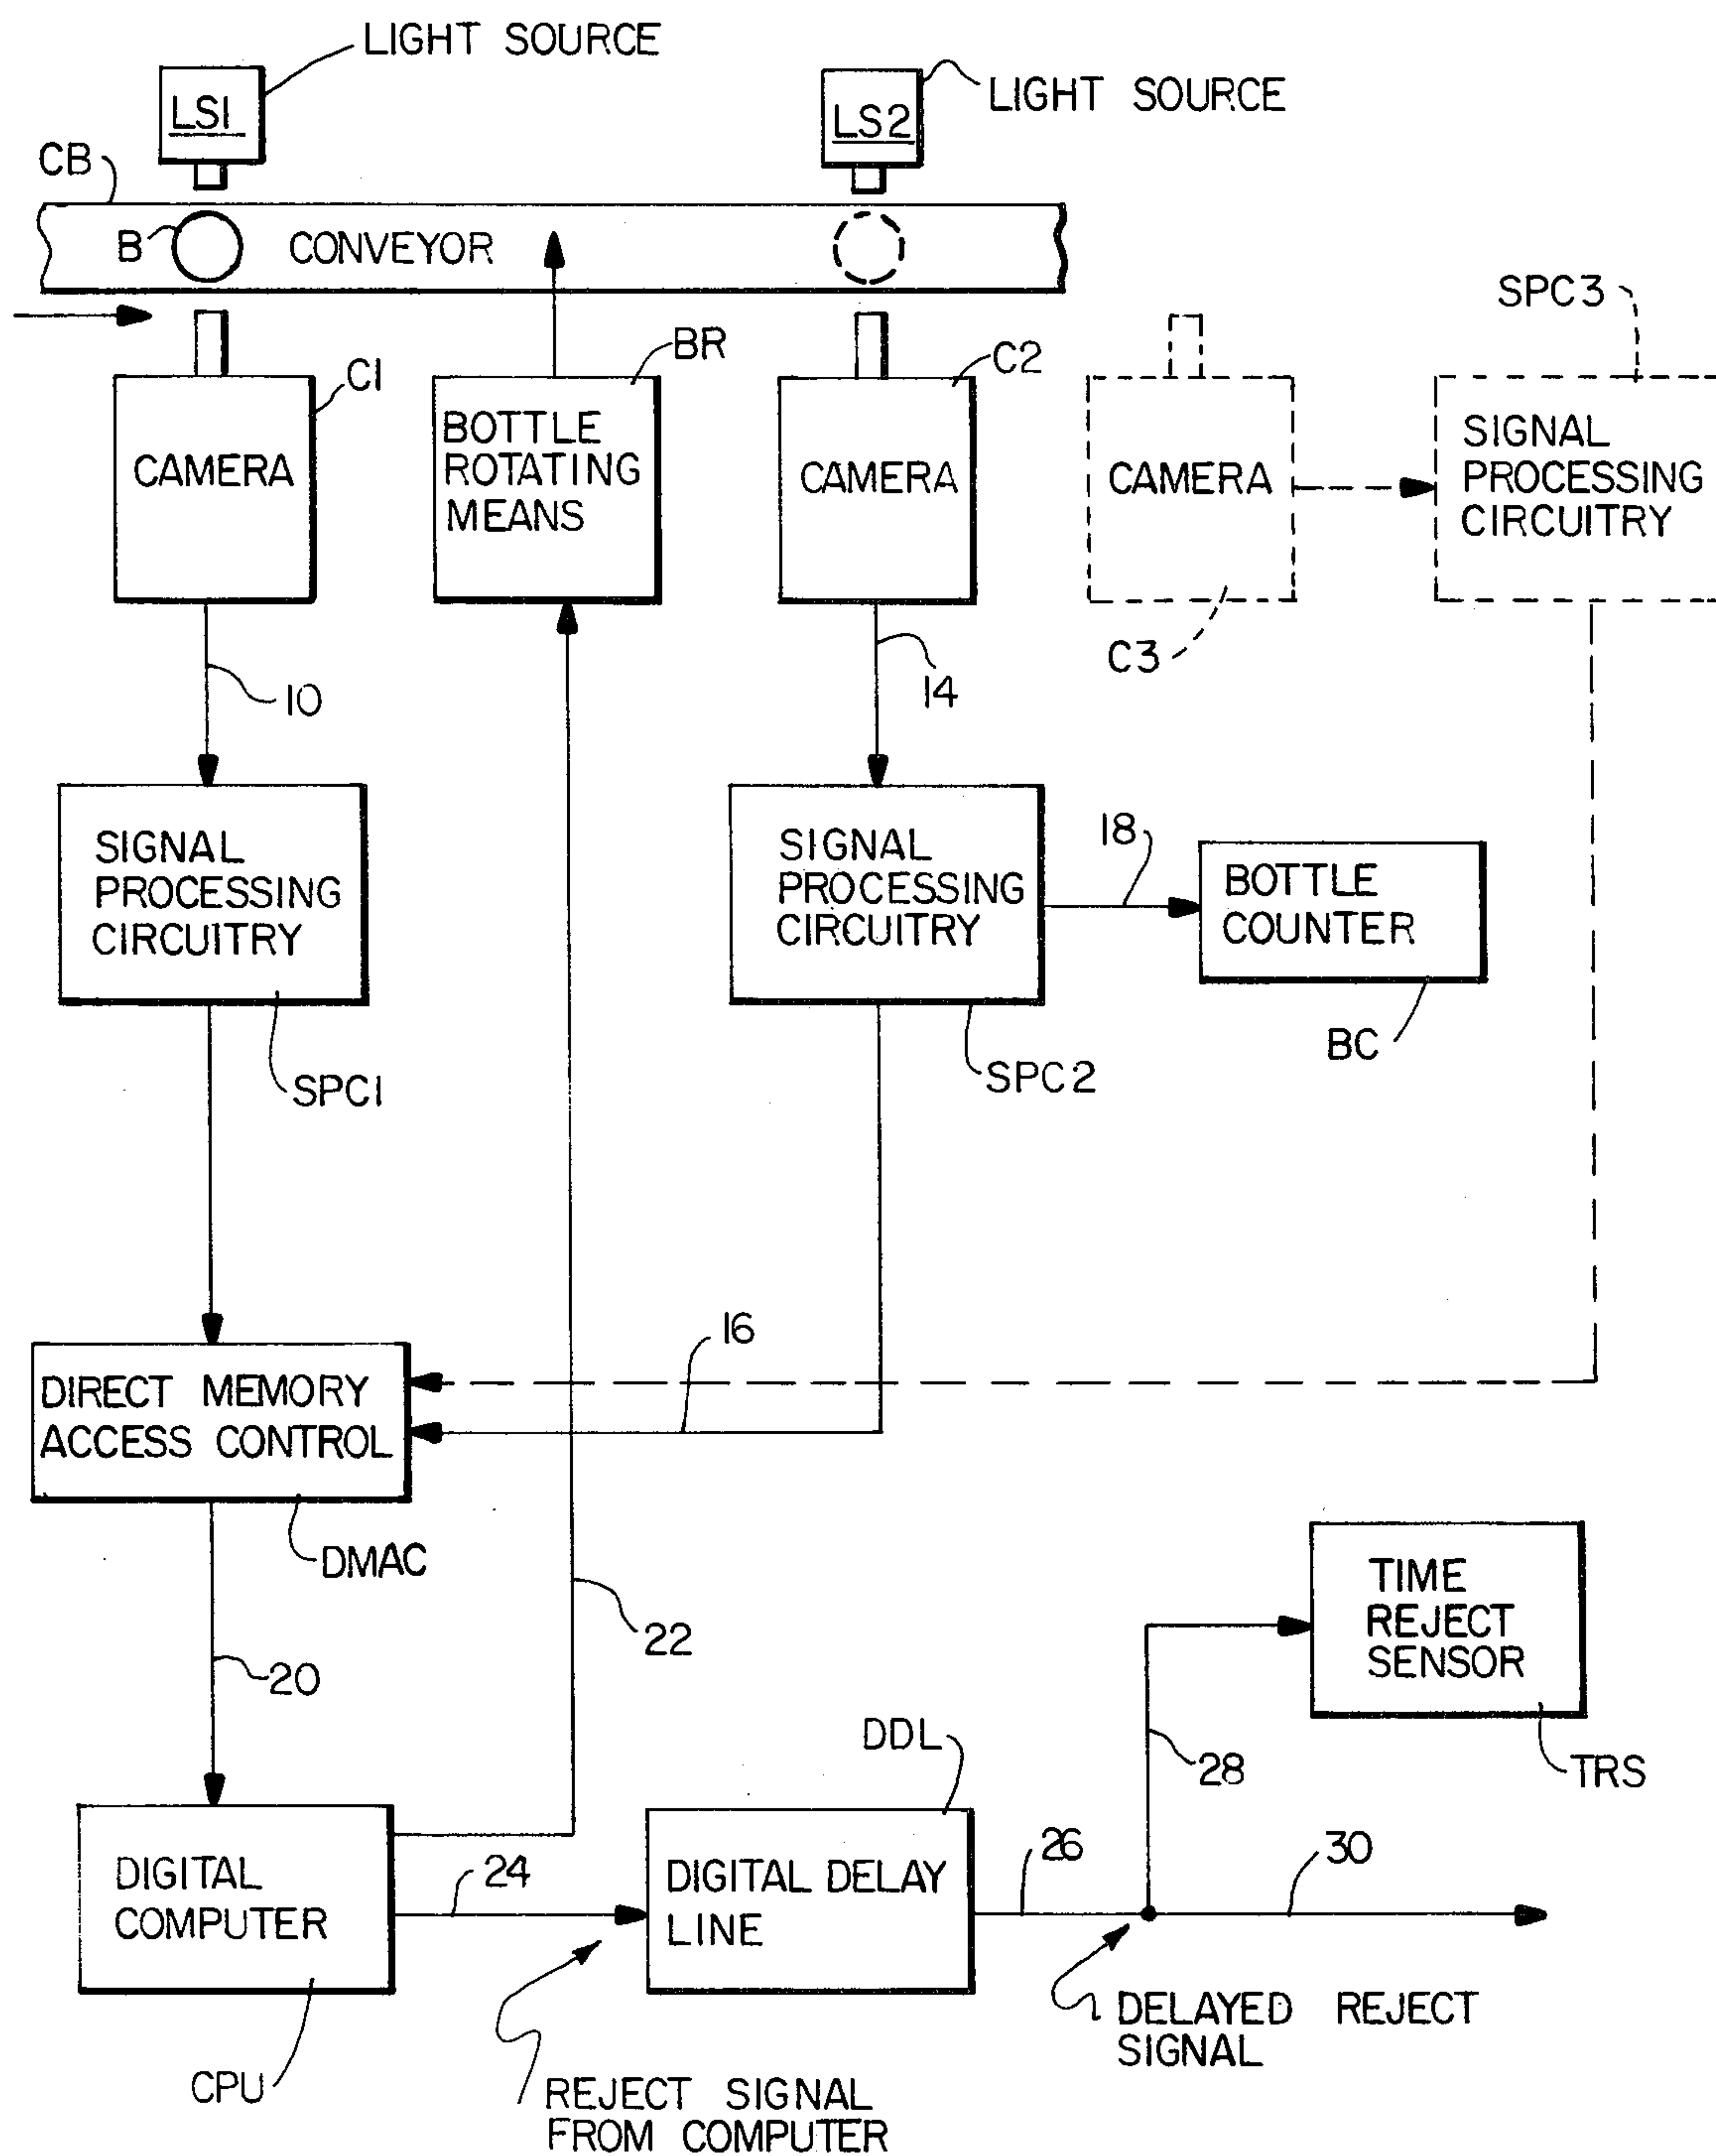 LIGHT SOURCE
LS1
LIGHT SOURCE
LS2
CB
B
CONVEYOR
SPC3
BR
C1
C2
CAMERA
BOTTLE
ROTATING
MEANS
CAMERA
CAMERA
SIGNAL
PROCESSING
CIRCUITRY
C3
10
14
SIGNAL
PROCESSING
CIRCUITRY
SIGNAL
PROCESSING
CIRCUITRY
18
BOTTLE
COUNTER
BC
SPC1
SPC2
16
DIRECT MEMORY
ACCESS CONTROL
DMAC
TIME
REJECT
SENSOR
22
20
28
TRS
DDL
DIGITAL
COMPUTER
24
DIGITAL DELAY
LINE
26
30
DELAYED REJECT
SIGNAL
CPU
REJECT SIGNAL
FROM COMPUTER